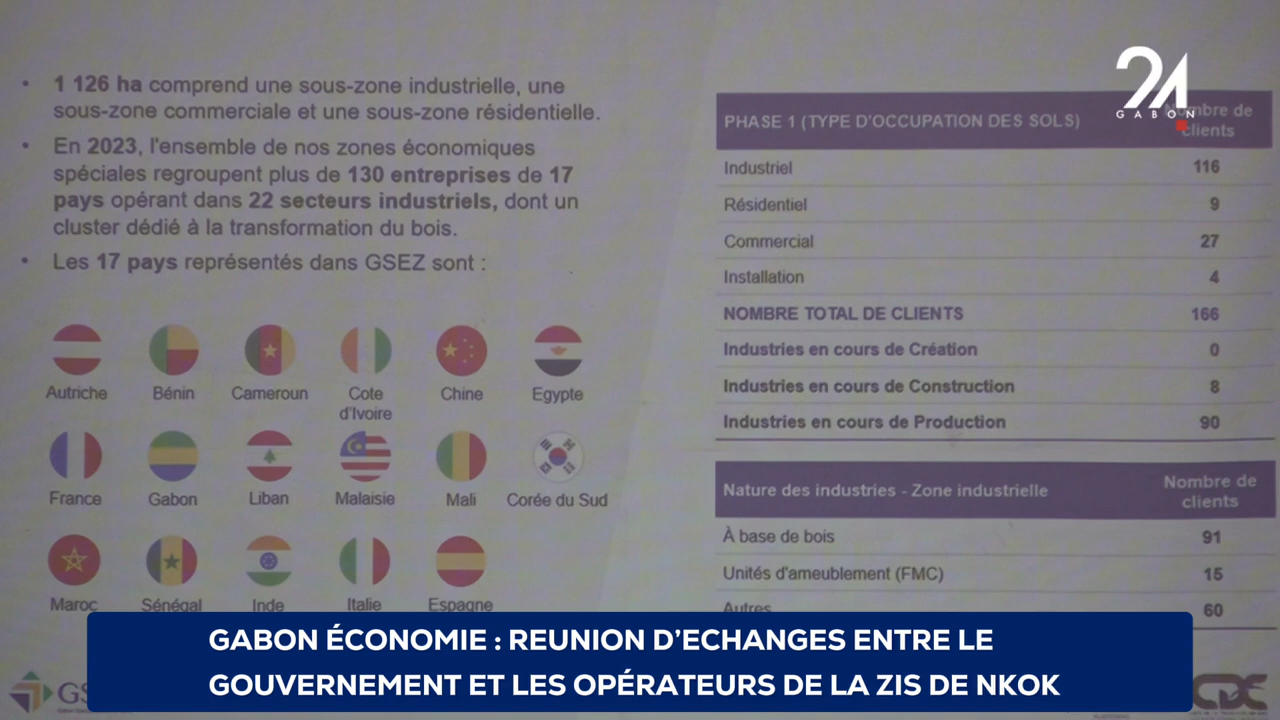 • 1 126 ha comprend une sous-zone industrielle, une
sous-zone commerciale et une sous-zone résidentielle.
• En 2023, l'ensemble de nos zones économiques
spéciales regroupent plus de 130 entreprises de 17
pays opérant dans 22 secteurs industriels, dont un
cluster dédié à la transformation du bois.
• Les 17 pays représentés dans GSEZ sont :
Autriche Bénin Cameroun Cote d'Ivoire Chine Egypte
France Gabon Liban Malaisie Mali Corée du Sud
Maroc Sénégal Inde Italie Espagne
24
GABON
PHASE 1 (TYPE D'OCCUPATION DES SOLS) Nombre de clients
Industriel 116
Résidentiel 9
Commercial 27
Installation 4
NOMBRE TOTAL DE CLIENTS 166
Industries en cours de Création 0
Industries en cours de Construction 8
Industries en cours de Production 90
Nature des industries - Zone industrielle Nombre de clients
À base de bois 91
Unités d'ameublement (FMC) 15
Autres 60
GABON ÉCONOMIE : REUNION D'ECHANGES ENTRE LE
GOUVERNEMENT ET LES OPÉRATEURS DE LA ZIS DE NKOK